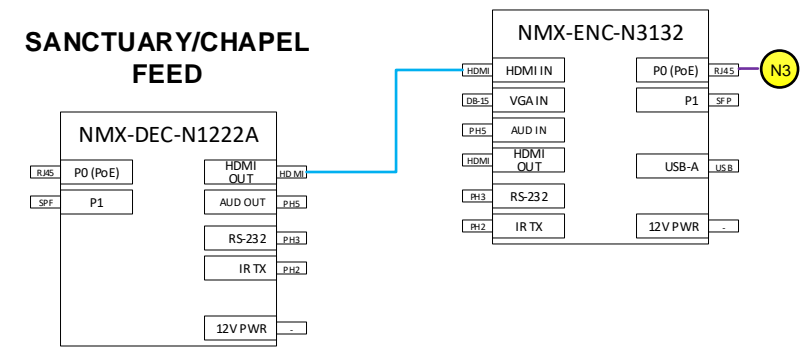 SANCTUARY/CHAPEL
FEED
NMX-DEC-N1222A
RJ45 P0 (PoE) HDMI OUT HDMI
SPF P1 AUD OUT PH5
RS-232 PH3
IR TX PH2
12V PWR -
NMX-ENC-N3132
HDMI HDMI IN P0 (PoE) RJ45 N3
DB-15 VGA IN P1 SFP
PH5 AUD IN
HDMI HDMI OUT USB-A USB
PH3 RS-232
PH2 IR TX 12V PWR -